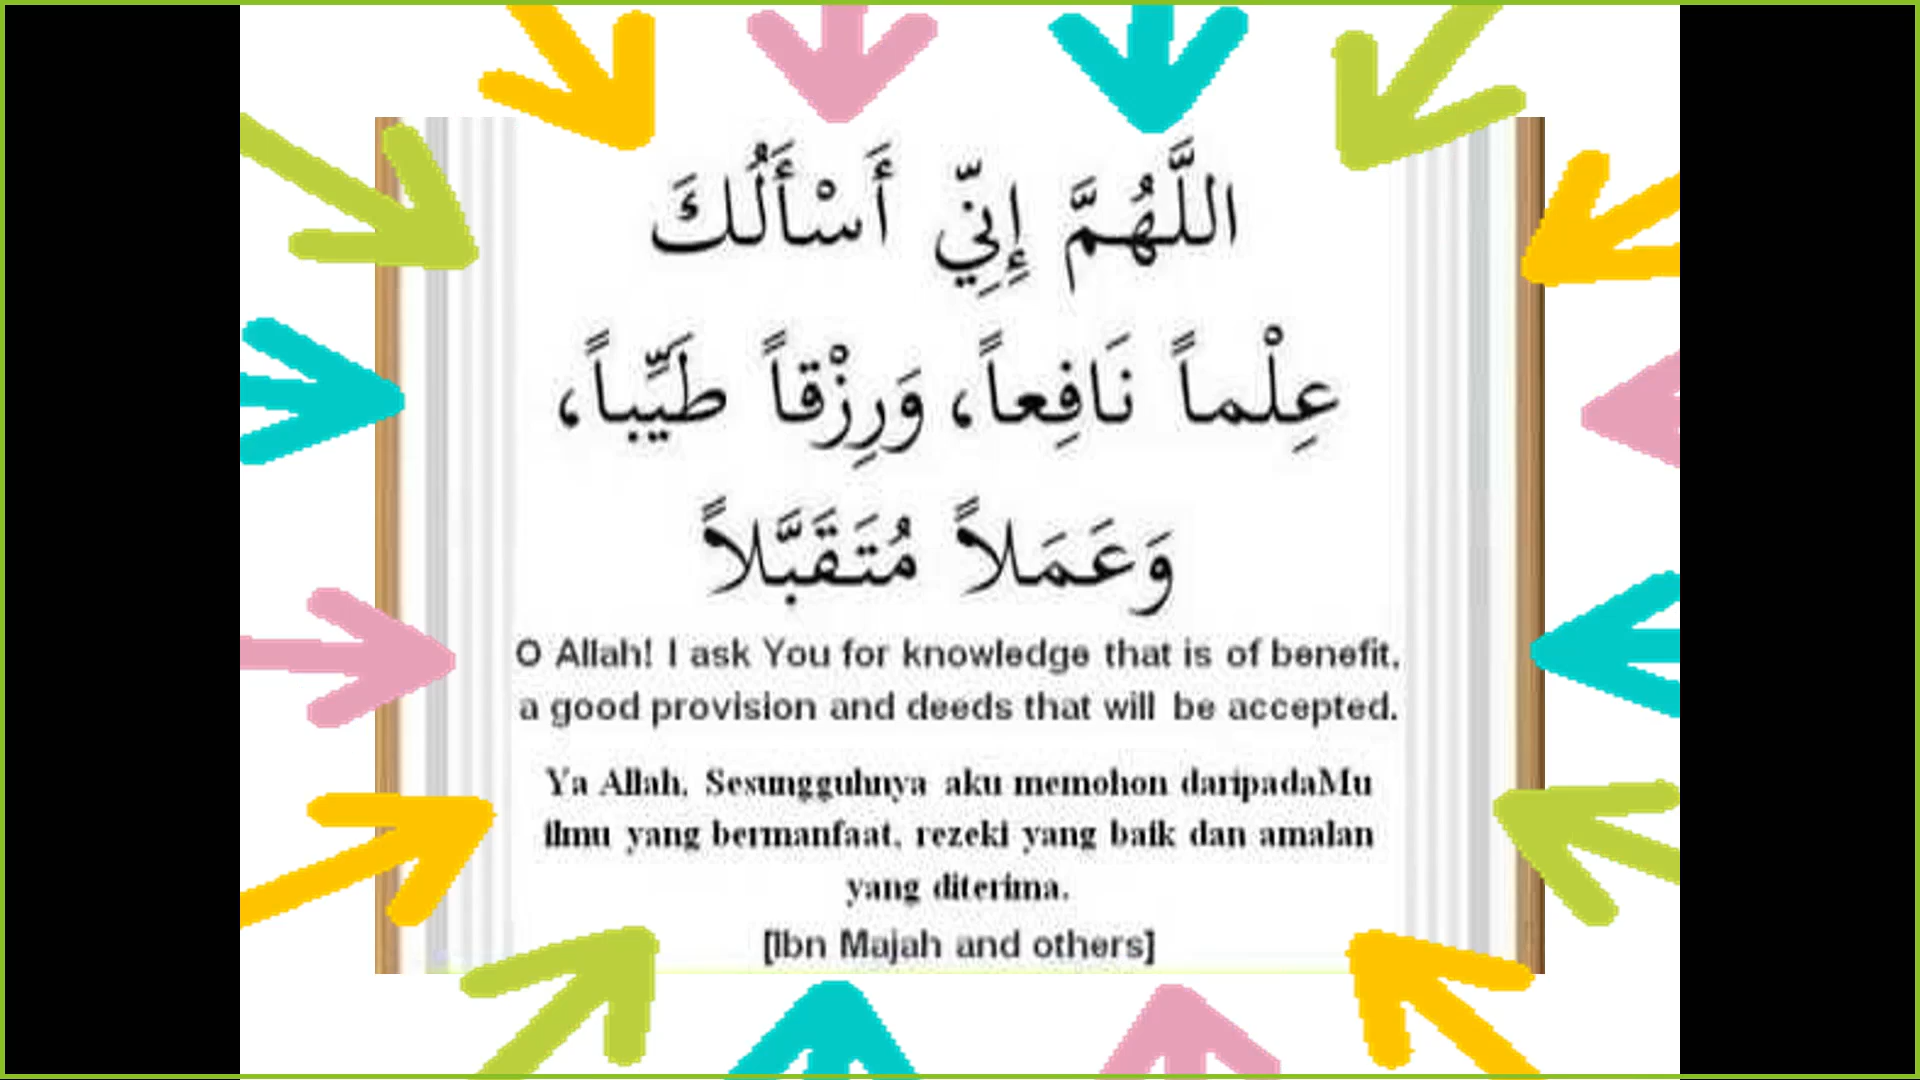 اللَّهُمَّ إِنِّي أَسْأَلُكَ
عِلْماً نَافِعاً، وَرِزْقاً طَيِّباً،
وَعَمَلاً مُتَقَبَّلاً
O Allah! I ask You for knowledge that is of benefit,
a good provision and deeds that will be accepted.
Ya Allah, Sesungguhnya aku memohon daripadaMu
ilmu yang bermanfaat, rezeki yang baik dan amalan
yang diterima.
[Ibn Majah and others]